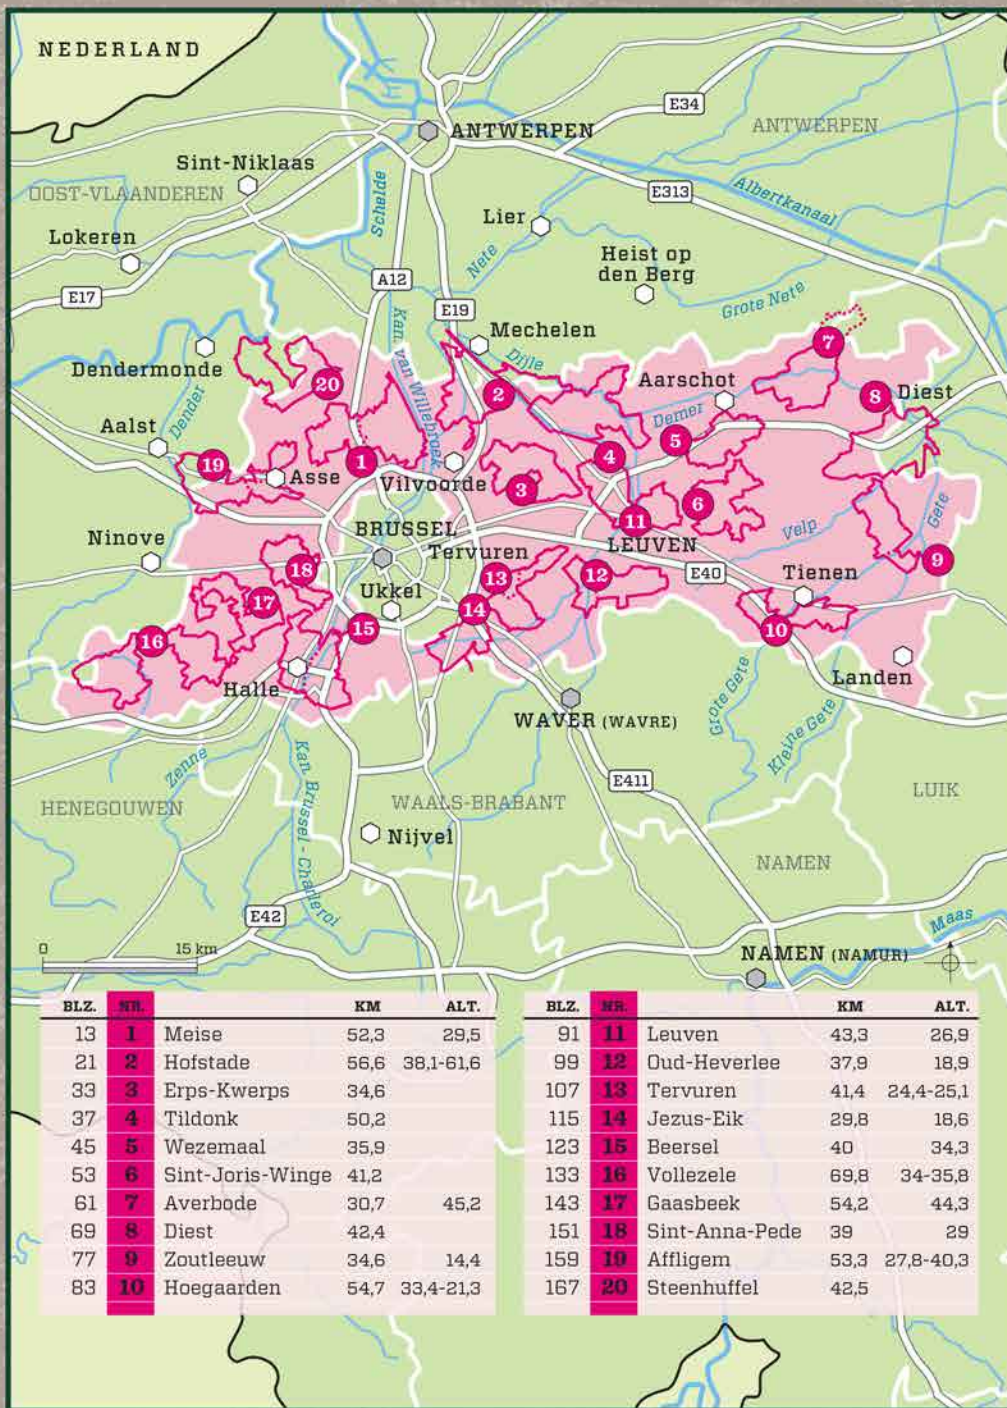 NEDERLAND
E34
ANTWERPEN
ANTWERPEN
Sint-Niklaas
OOST-VLAANDEREN
Schelde
E313
Albertkanaal
Lier
Lokeren
Nete
Heist op
den Berg
A12
E17
E19
Grote Nete
Kan. van Willebroek
Mechelen
Dijle
7
Dendermonde
20
2
Aarschot
8
Diest
Dender
Demer
Aalst
5
19
1
4
Asse
Vilvoorde
3
6
11
BRUSSEL
LEUVEN
Velp
Gete
Ninove
Tervuren
9
18
13
12
E40
Tienen
Ukkel
17
14
15
10
16
Halle
Landen
WAVER (WAVRE)
Grote Gete
Kleine Gete
Zenne
Kan. Brussel - Charleroi
E411
HENEGOUWEN
WAALS-BRABANT
LUIK
Nijvel
NAMEN
E42
Maas
0 15 km
NAMEN (NAMUR)
BLZ. NR. KM ALT.
13 1 Meise 52,3 29,5
21 2 Hofstade 56,6 38,1-61,6
33 3 Erps-Kwerps 34,6
37 4 Tildonk 50,2
45 5 Wezemaal 35,9
53 6 Sint-Joris-Winge 41,2
61 7 Averbode 30,7 45,2
69 8 Diest 42,4
77 9 Zoutleeuw 34,6 14,4
83 10 Hoegaarden 54,7 33,4-21,3
BLZ. NR. KM ALT.
91 11 Leuven 43,3 26,9
99 12 Oud-Heverlee 37,9 18,9
107 13 Tervuren 41,4 24,4-25,1
115 14 Jezus-Eik 29,8 18,6
123 15 Beersel 40 34,3
133 16 Vollezele 69,8 34-35,8
143 17 Gaasbeek 54,2 44,3
151 18 Sint-Anna-Pede 39 29
159 19 Affligem 53,3 27,8-40,3
167 20 Steenhuffel 42,5